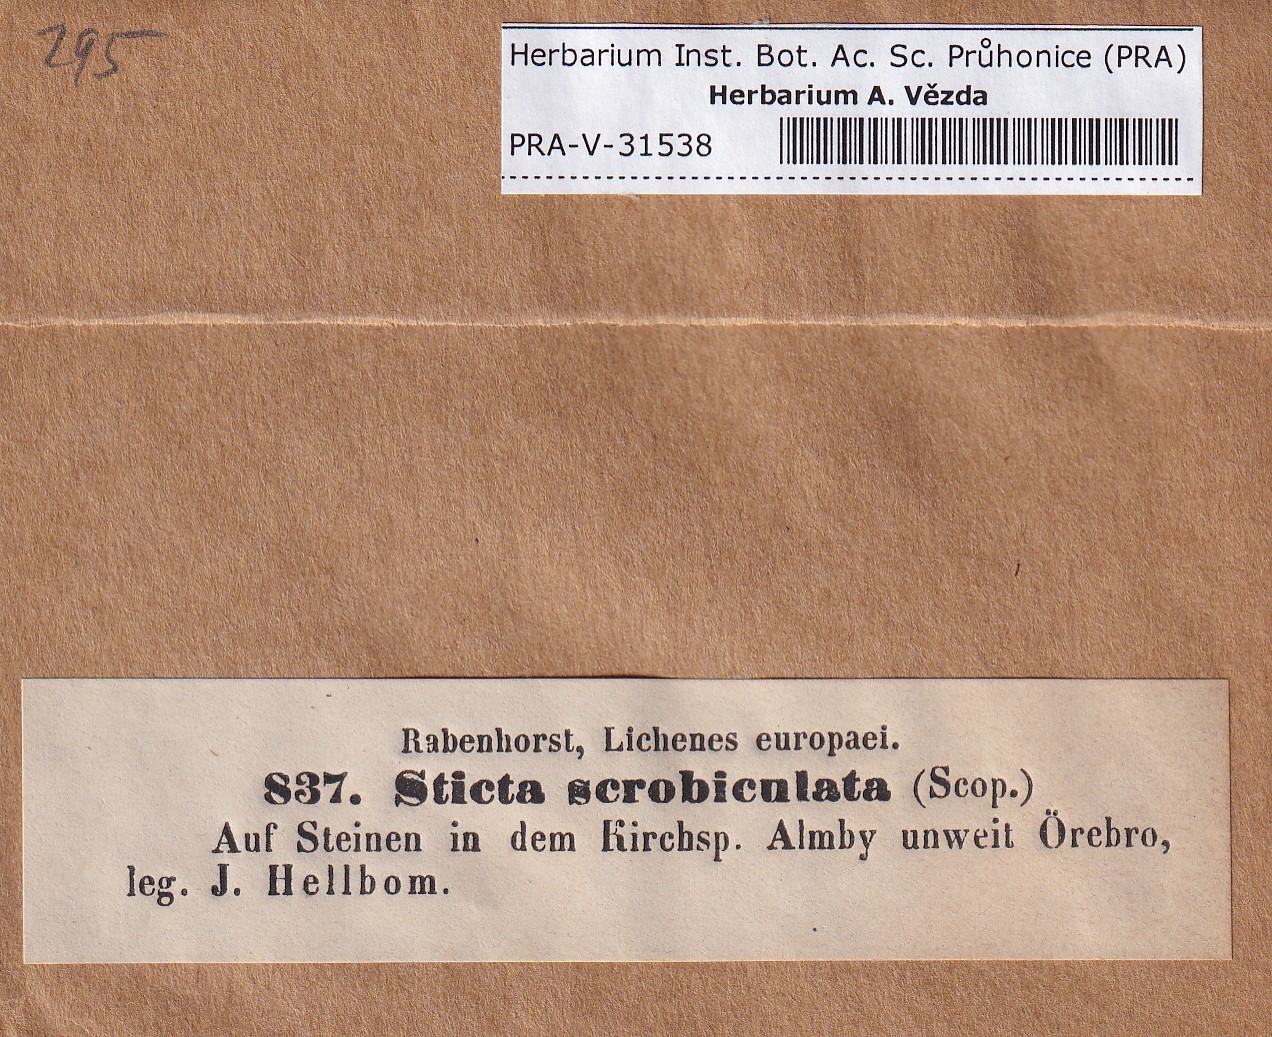 295
Herbarium Inst. Bot. Ac. Sc. Průhonice (PRA)
Herbarium A. Vězda
PRA-V-31538
Rabenhorst, Lichenes europaei.
837. Sticta scrobiculata (Scop.)
Auf Steinen in dem Kirchsp. Almby unweit Örebro,
leg. J. Hellbom.